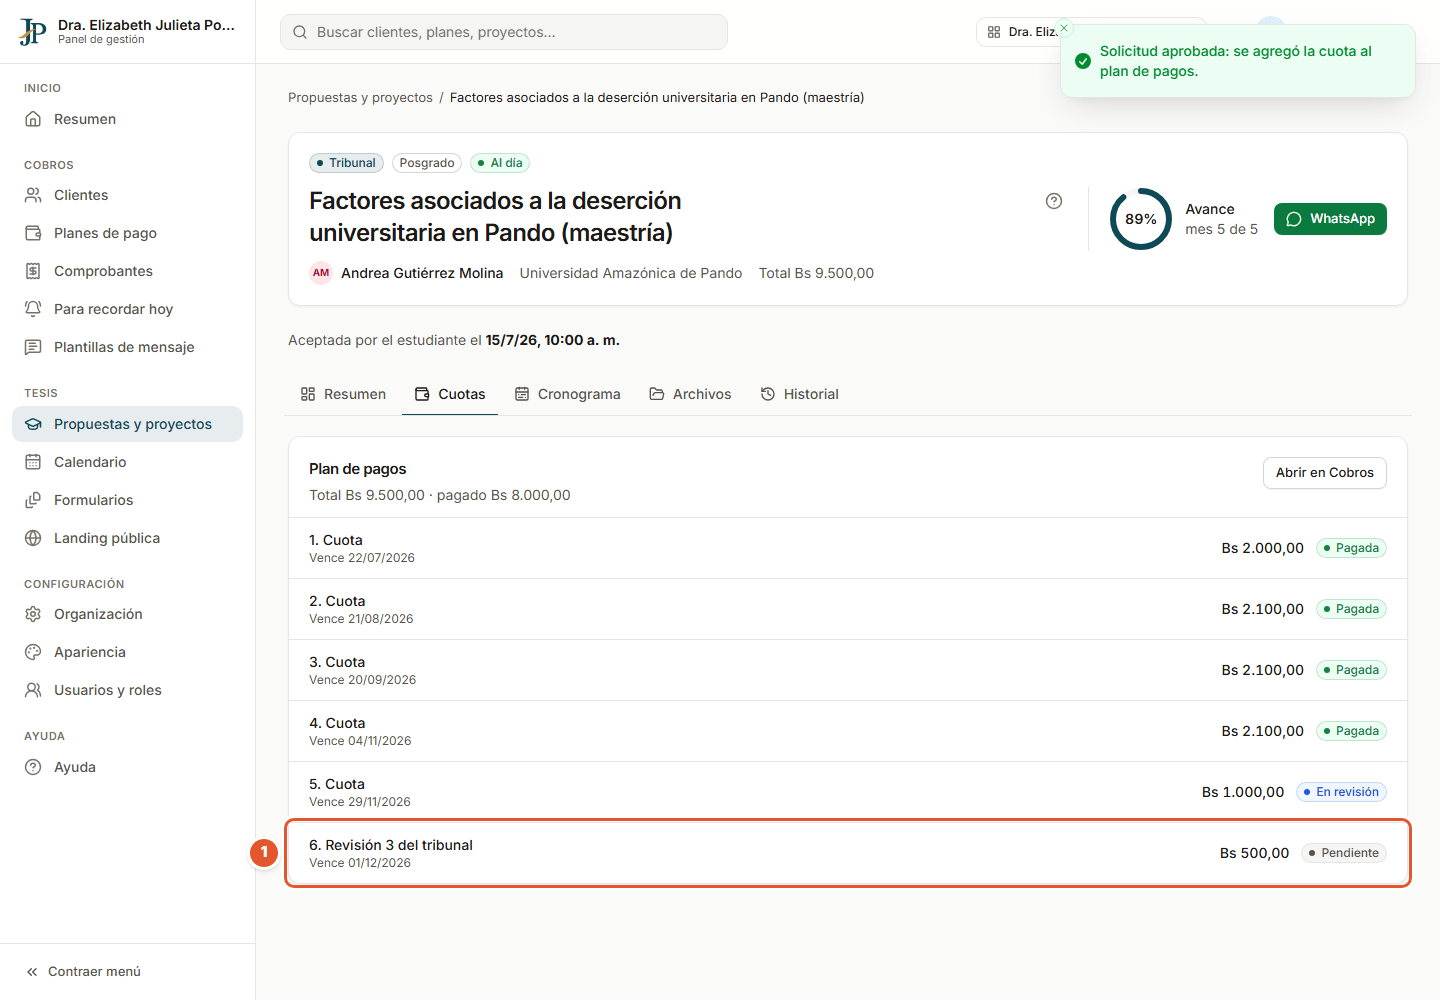 JP
Dra. Elizabeth Julieta Po...
Panel de gestión
INICIO
Resumen
COBROS
Clientes
Planes de pago
Comprobantes
Para recordar hoy
Plantillas de mensaje
TESIS
Propuestas y proyectos
Calendario
Formularios
Landing pública
CONFIGURACIÓN
Organización
Apariencia
Usuarios y roles
AYUDA
Ayuda
Contraer menú
Buscar clientes, planes, proyectos...
Dra. Eliz
Solicitud aprobada: se agregó la cuota al
plan de pagos.
Propuestas y proyectos / Factores asociados a la deserción universitaria en Pando (maestría)
Tribunal Posgrado Al día
Factores asociados a la deserción
universitaria en Pando (maestría)
AM Andrea Gutiérrez Molina Universidad Amazónica de Pando Total Bs 9.500,00
89%
Avance
mes 5 de 5
WhatsApp
Aceptada por el estudiante el 15/7/26, 10:00 a. m.
Resumen Cuotas Cronograma Archivos Historial
Plan de pagos
Total Bs 9.500,00 · pagado Bs 8.000,00
Abrir en Cobros
1. Cuota
Vence 22/07/2026
Bs 2.000,00 Pagada
2. Cuota
Vence 21/08/2026
Bs 2.100,00 Pagada
3. Cuota
Vence 20/09/2026
Bs 2.100,00 Pagada
4. Cuota
Vence 04/11/2026
Bs 2.100,00 Pagada
5. Cuota
Vence 29/11/2026
Bs 1.000,00 En revisión
1
6. Revisión 3 del tribunal
Vence 01/12/2026
Bs 500,00 Pendiente